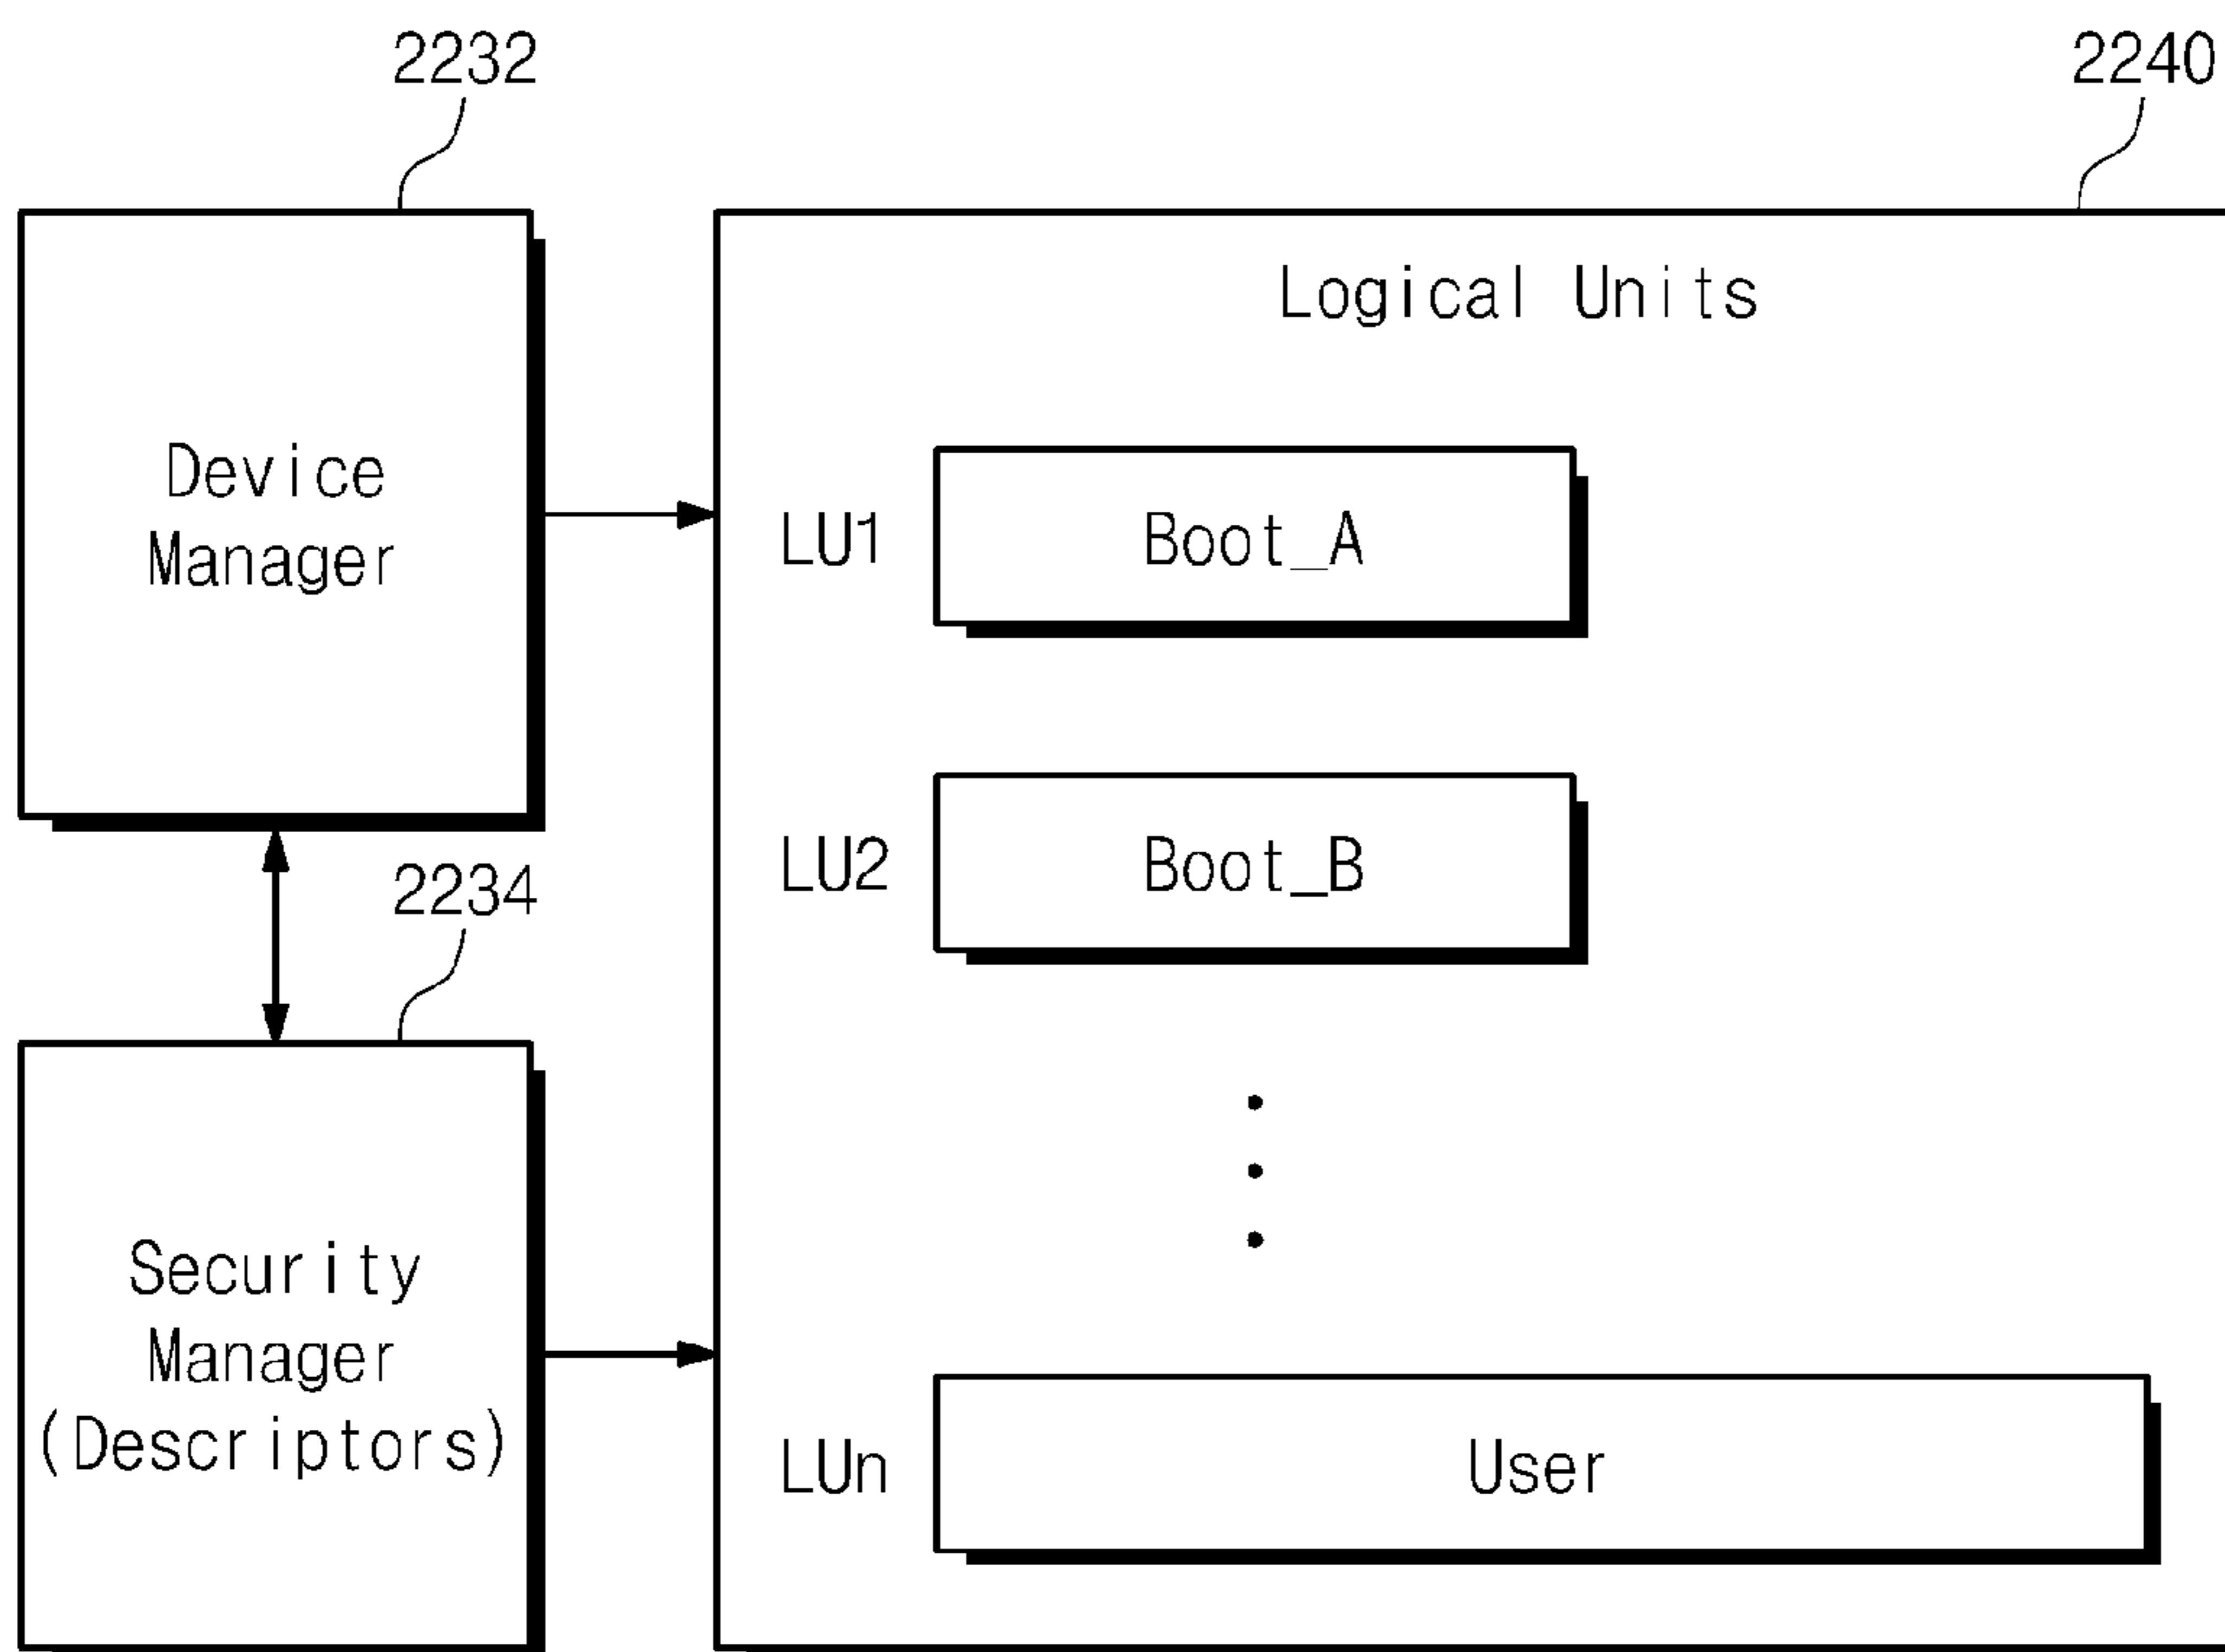 2232
2240
Device
Manager
Logical Units
LU1
Boot_A
LU2
Boot_B
2234
Security
Manager
(Descriptors)
LUn
User